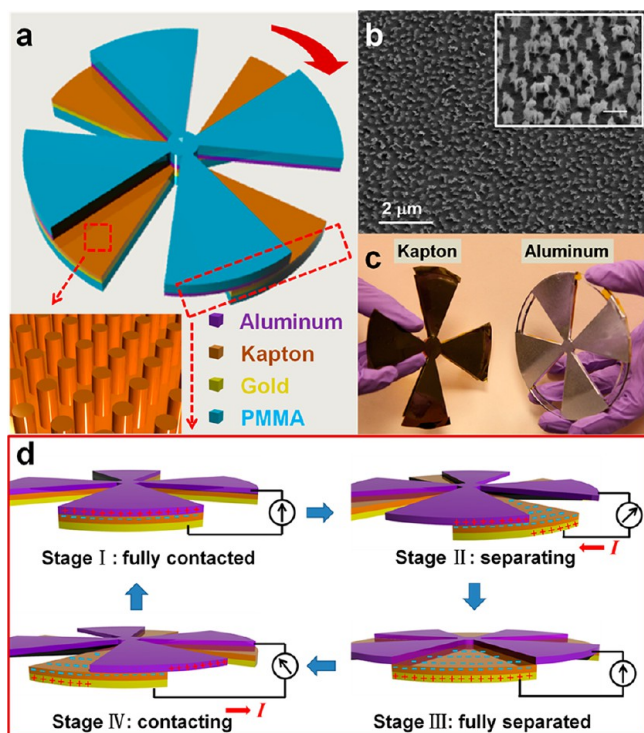 a
b
2 μm
c
Kapton
Aluminum
Aluminum
Kapton
Gold
PMMA
d
Stage Ⅰ : fully contacted
I
Stage Ⅱ : separating
I
Stage Ⅳ: contacting
Stage Ⅲ: fully separated